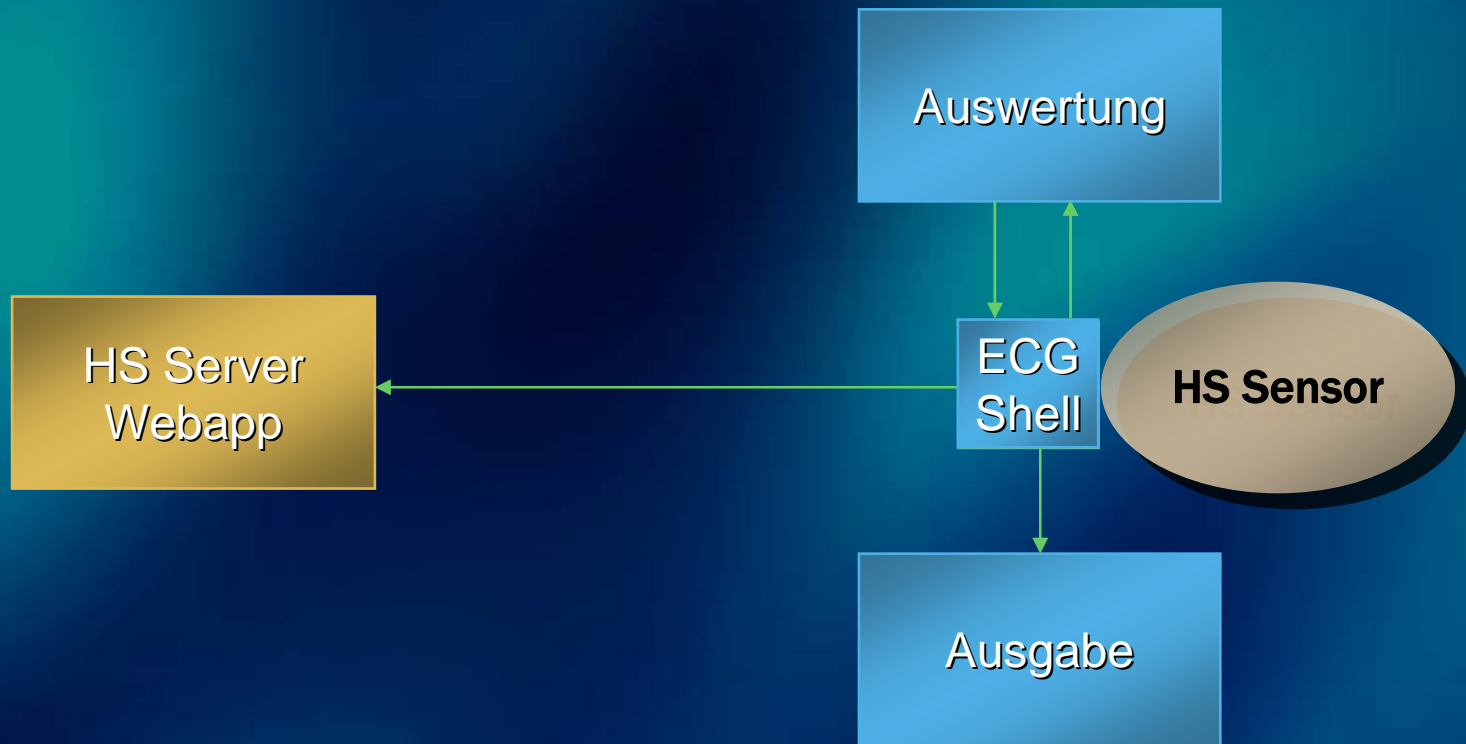 Auswertung
HS Server
Webapp
ECG
Shell
HS Sensor
Ausgabe